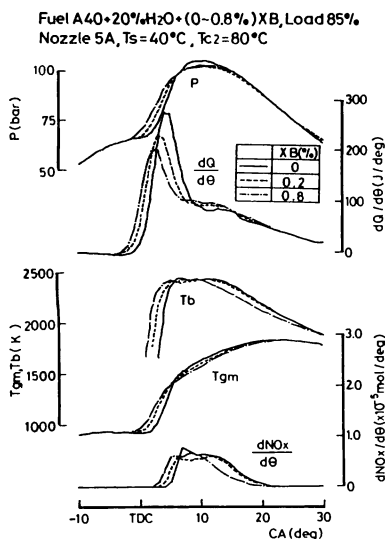 Fuel A40+20%H2O+(0~0.8%)XB, Load 85%
Nozzle 5A, Ts=40°C, Tc2=80°C
P(bar)
100
75
50
P
dQ
dθ
XB(%)
0
0.2
0.8
300
200
100
0
dQ/dθ(J/deg)
Tgm, Tb(K)
2500
2000
1500
1000
Tb
Tgm
dNOx
dθ
3.0
2.0
1.0
0
dNOx/dθ(x10⁻⁵mol/deg)
-10 TDC 10 20 30
CA(deg)